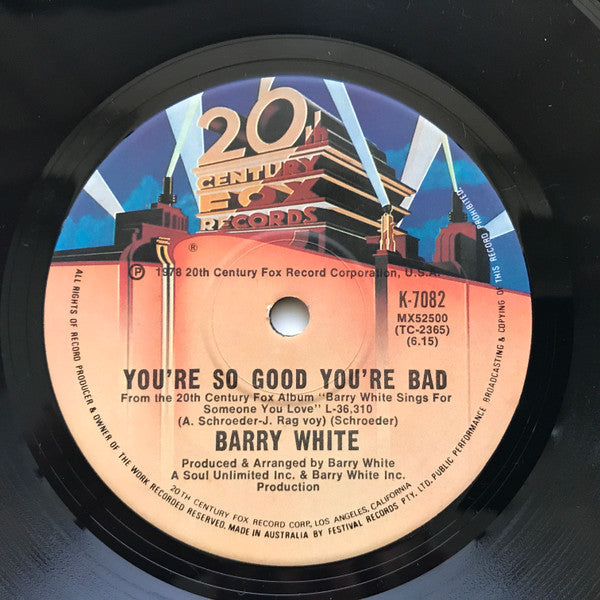 20th
CENTURY
FOX
RECORDS
®
Ⓟ 1978 20th Century Fox Record Corporation, U.S.A.
K-7082
MX52500
(TC-2365)
(6.15)
YOU'RE SO GOOD YOU'RE BAD
From the 20th Century Fox Album "Barry White Sings For
Someone You Love" L-36,310
(A. Schroeder-J. Rag voy) (Schroeder)
BARRY WHITE
Produced & Arranged by Barry White
A Soul Unlimited Inc. & Barry White Inc.
Production
20TH CENTURY FOX RECORD CORP, LOS ANGELES, CALIFORNIA
ALL RIGHTS OF RECORD PRODUCER & OWNER OF THE WORK RECORDED RESERVED. MADE IN AUSTRALIA BY FESTIVAL RECORDS PTY. LTD. PUBLIC PERFORMANCE BROADCASTING & COPYING OF THIS RECORD PROHIBITED.